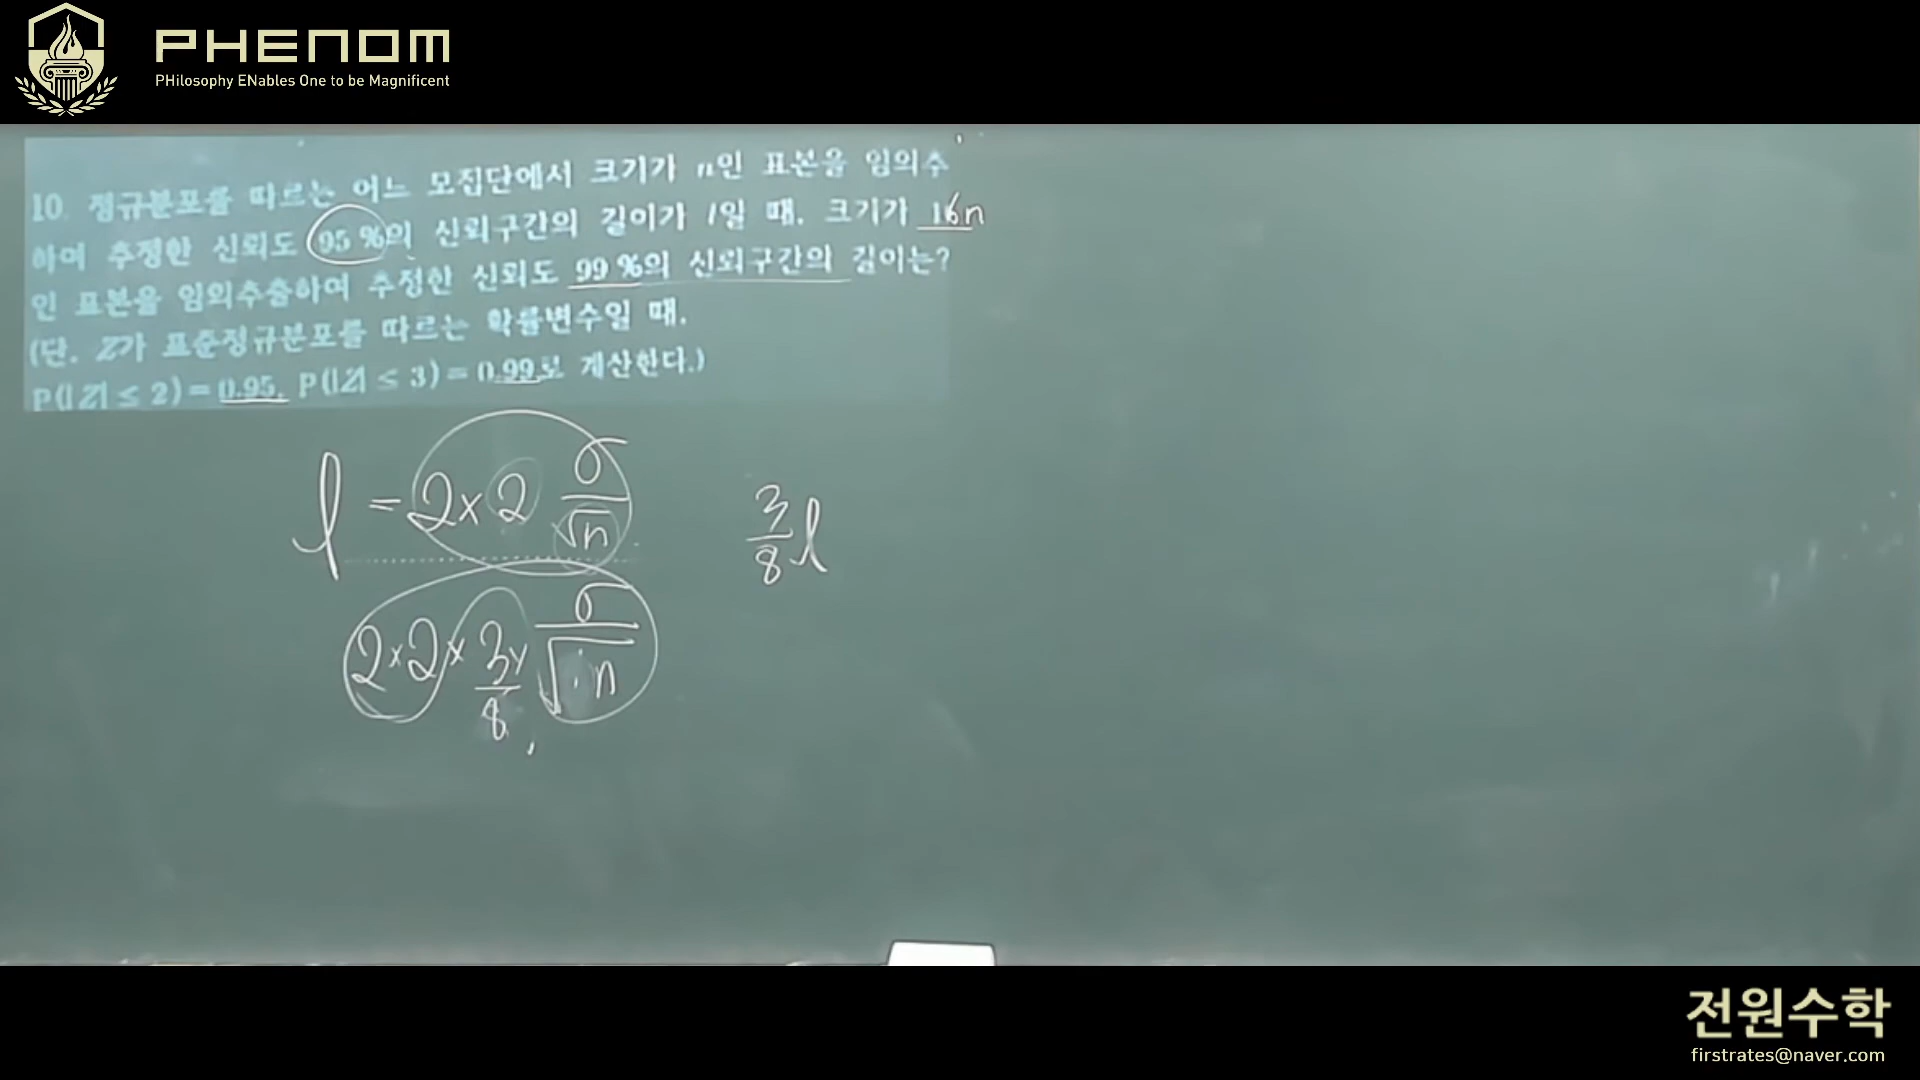 PHENOM
PHilosophy ENables One to be Magnificent
10. 정규분포를 따르는 어느 모집단에서 크기가 n인 표본을 임의추
하여 추정한 신뢰도 95 %의 신뢰구간의 길이가 l일 때, 크기가 16n
인 표본을 임의추출하여 추정한 신뢰도 99 %의 신뢰구간의 길이는?
(단, Z가 표준정규분포를 따르는 확률변수일 때,
P(|Z| ≤ 2) = 0.95, P(|Z| ≤ 3) = 0.99로 계산한다.)
l = 2 × 2 σ/√n
3/8 l
2 × 2 × 3/8 × σ/√n
전원수학
firstrates@naver.com